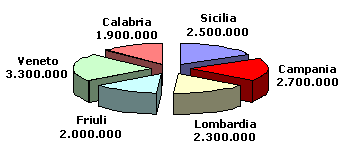 Calabria
1.900.000
Sicilia
2.500.000
Veneto
3.300.000
Campania
2.700.000
Friuli
2.000.000
Lombardia
2.300.000